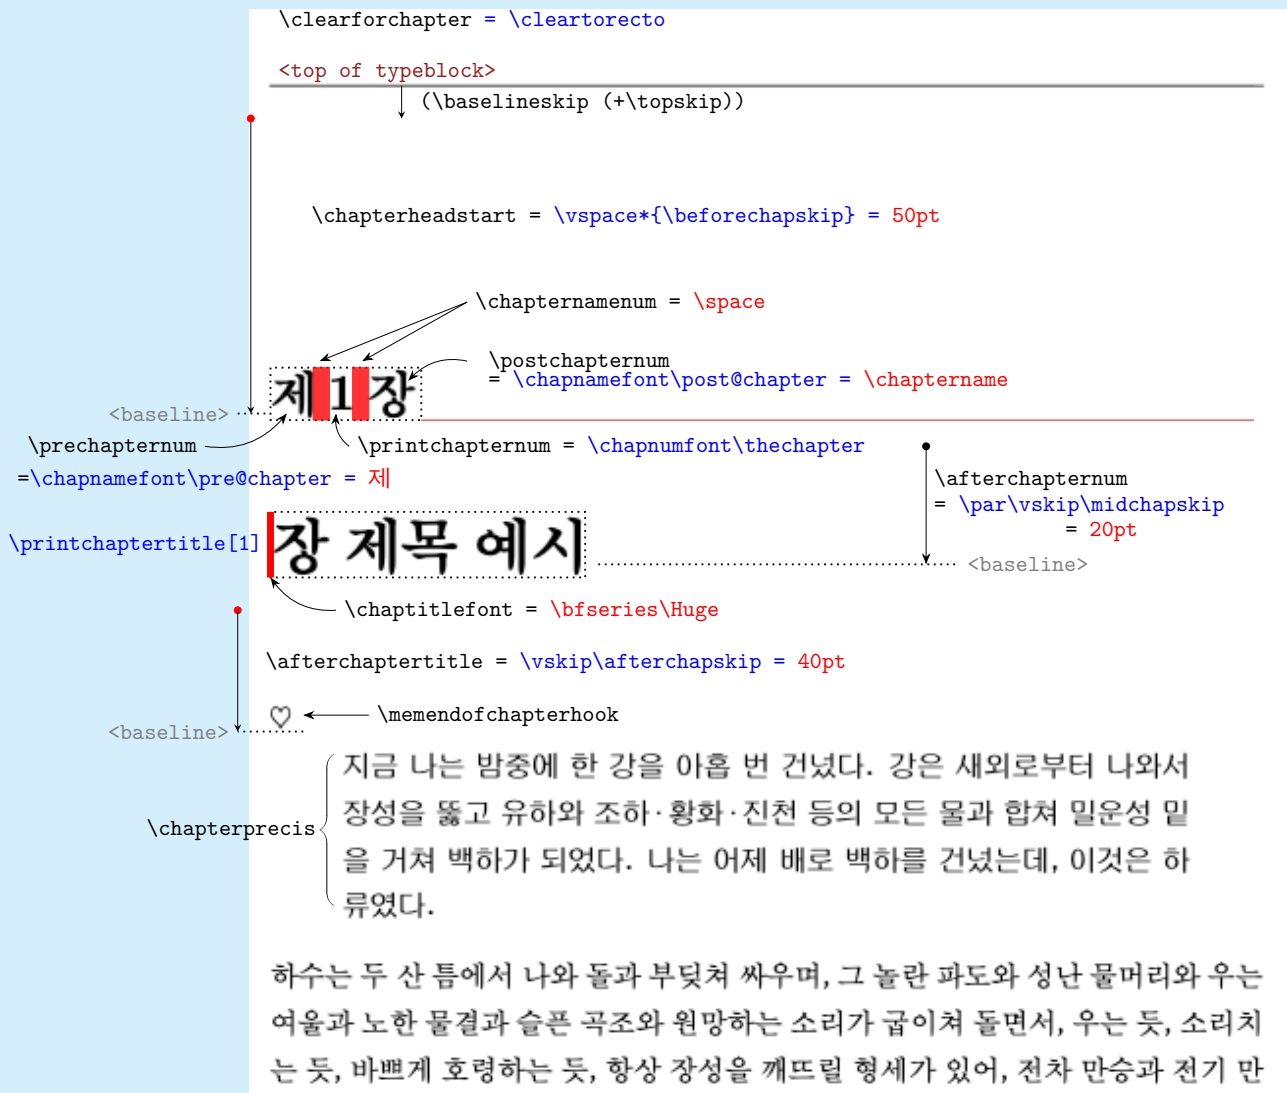 \clearforchapter = \cleartorecto
<top of typeblock>
(\baselineskip (+\topskip))
\chapterheadstart = \vspace*{\beforechapskip} = 50pt
\chapternamenum = \space
\postchapternum
= \chapnamefont\post@chapter = \chaptername
제 1 장
<baseline>
\prechapternum
\printchapternum = \chapnumfont\thechapter
=\chapnamefont\pre@chapter = 제
\afterchapternum
= \par\vskip\midchapskip
= 20pt
\printchaptertitle[1]
장 제목 예시
<baseline>
\chaptitlefont = \bfseries\Huge
\afterchaptertitle = \vskip\afterchapskip = 40pt
♡
\memendofchapterhook
<baseline>
\chapterprecis
지금 나는 밤중에 한 강을 아홉 번 건넜다. 강은 새외로부터 나와서
장성을 뚫고 유하와 조하·황화·진천 등의 모든 물과 합쳐 밀운성 밑
을 거쳐 백하가 되었다. 나는 어제 배로 백하를 건넜는데, 이것은 하
류였다.
하수는 두 산 틈에서 나와 돌과 부딪쳐 싸우며, 그 놀란 파도와 성난 물머리와 우는
여울과 노한 물결과 슬픈 곡조와 원망하는 소리가 굽이쳐 돌면서, 우는 듯, 소리치
는 듯, 바쁘게 호령하는 듯, 항상 장성을 깨뜨릴 형세가 있어, 전차 만승과 전기 만